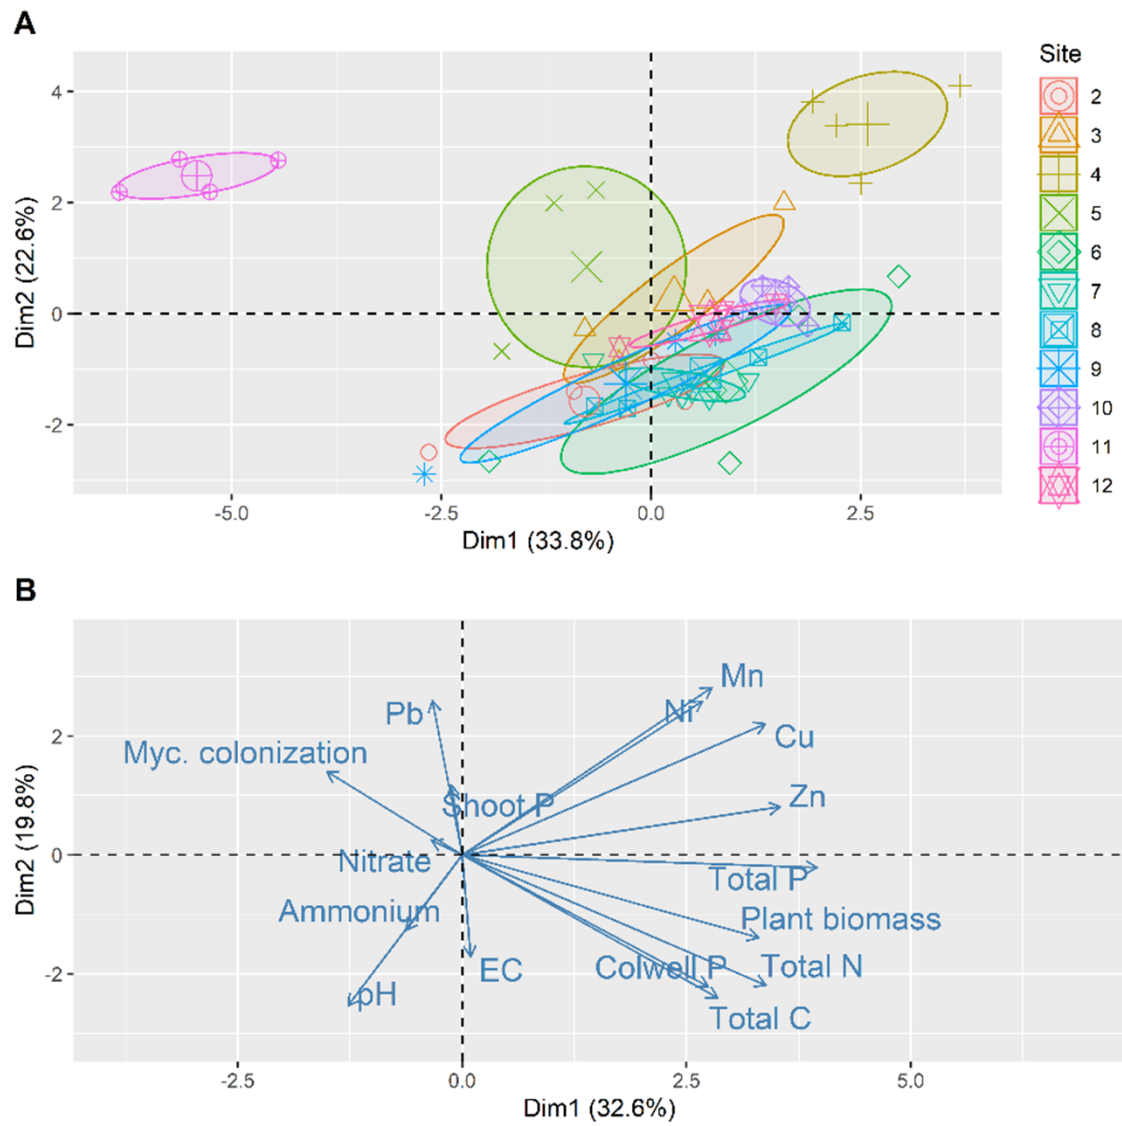 A
Site
2
3
4
5
6
7
8
9
10
11
12
4
2
0
-2
Dim2 (22.6%)
-5.0 -2.5 0.0 2.5
Dim1 (33.8%)
B
Mn
Ni
Pb
Cu
Myc. colonization
Zn
Shoot P
Nitrate
Total P
Ammonium
Plant biomass
Colwell P
Total N
EC
pH
Total C
2
0
-2
Dim2 (19.8%)
-2.5 0.0 2.5 5.0
Dim1 (32.6%)